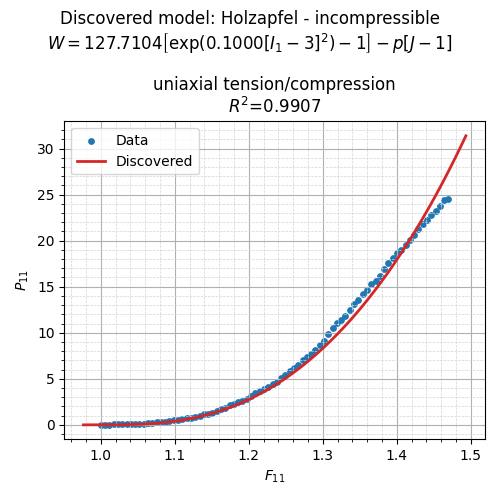 Discovered model: Holzapfel - incompressible
W = 127.7104[exp(0.1000[I₁ − 3]²) − 1] − p[J − 1]
uniaxial tension/compression
R²=0.9907
Data
Discovered
30
25
20
15
10
5
0
P₁₁
1.0 1.1 1.2 1.3 1.4 1.5
F₁₁